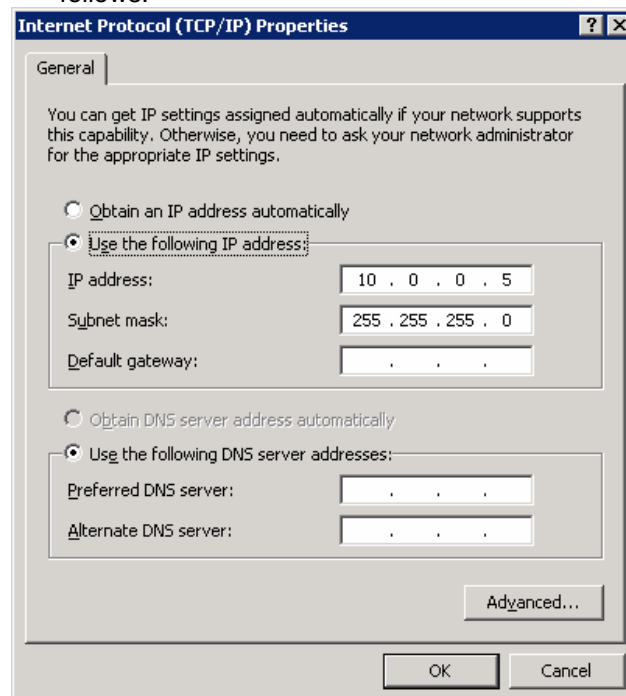 Internet Protocol (TCP/IP) Properties
General
You can get IP settings assigned automatically if your network supports
this capability. Otherwise, you need to ask your network administrator
for the appropriate IP settings.
Obtain an IP address automatically
Use the following IP address:
IP address: 10 . 0 . 0 . 5
Subnet mask: 255 . 255 . 255 . 0
Default gateway: . . .
Obtain DNS server address automatically
Use the following DNS server addresses:
Preferred DNS server: . . .
Alternate DNS server: . . .
Advanced...
OK Cancel